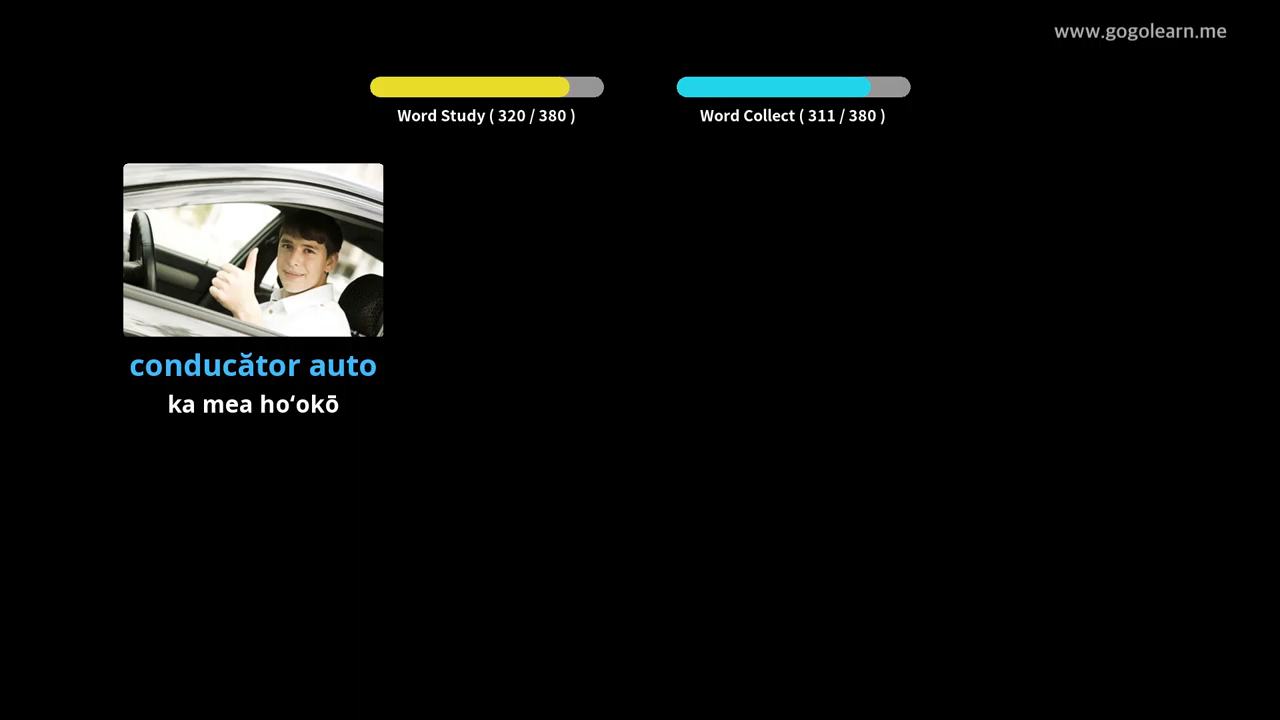 www.gogolearn.me
Word Study ( 320 / 380 )
Word Collect ( 311 / 380 )
conducător auto
ka mea hoʻokō